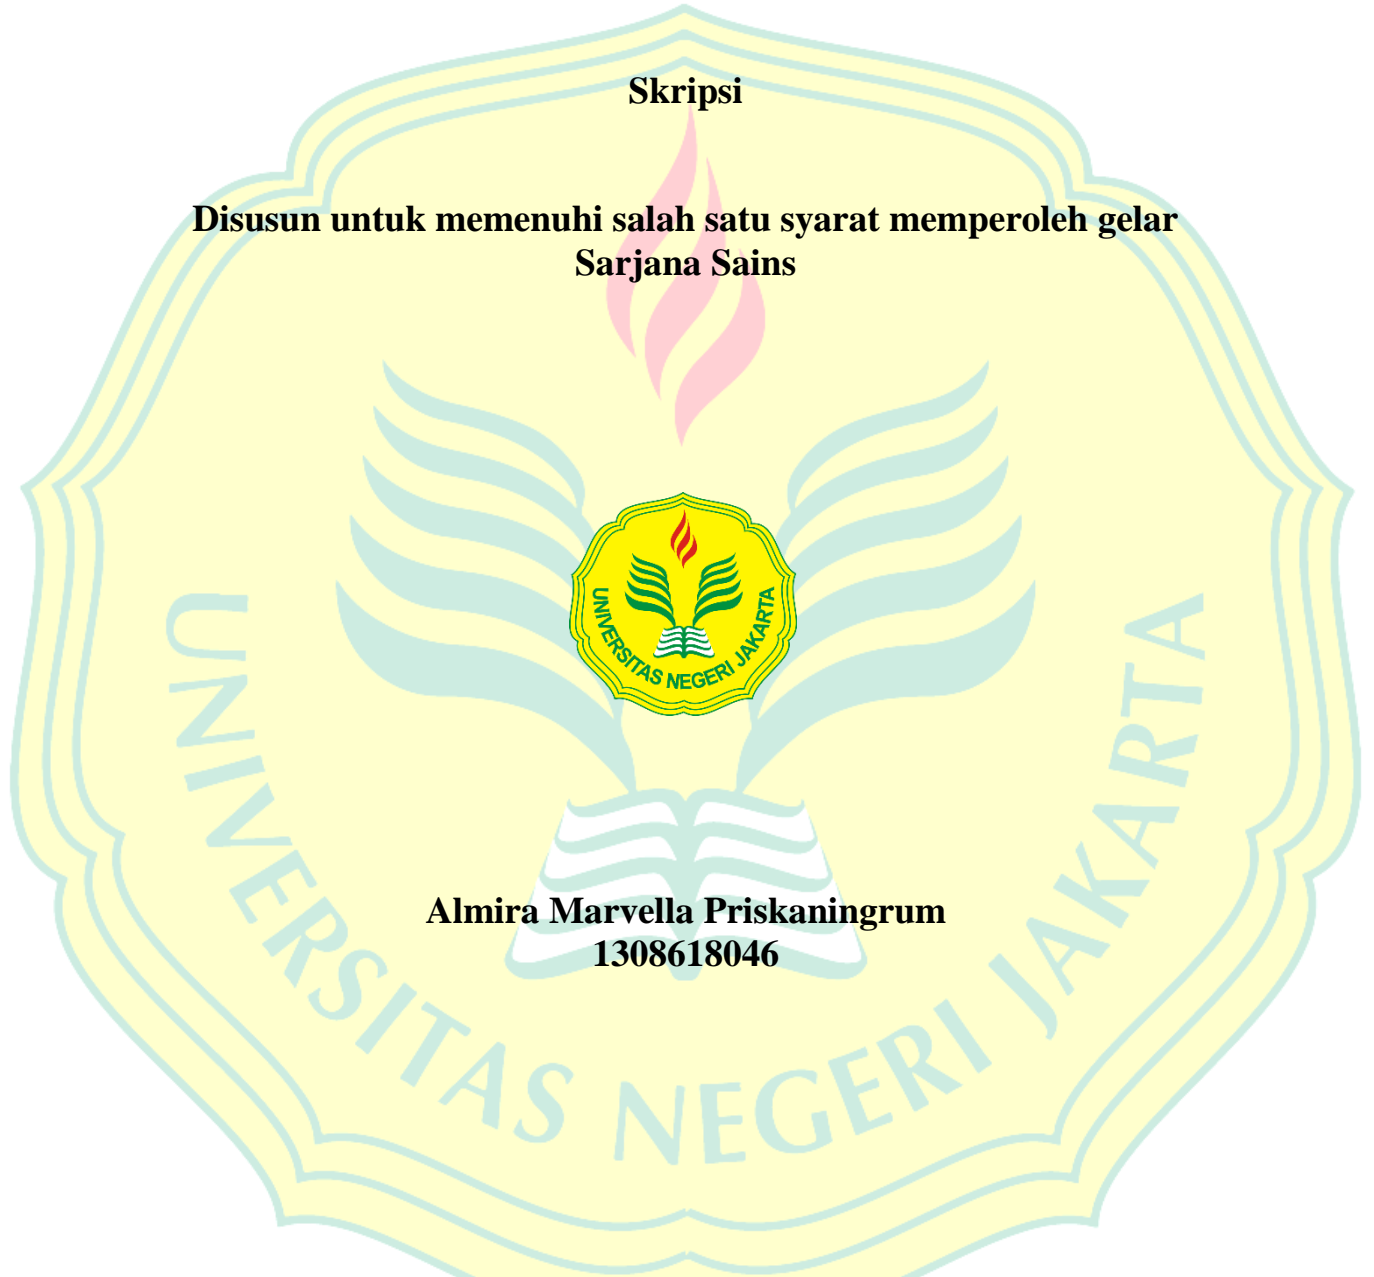 Skripsi
Disusun untuk memenuhi salah satu syarat memperoleh gelar
Sarjana Sains
UNIVERSITAS NEGERI JAKARTA
Almira Marvella Priskaningrum
1308618046
UNIVERSITAS NEGERI JAKARTA